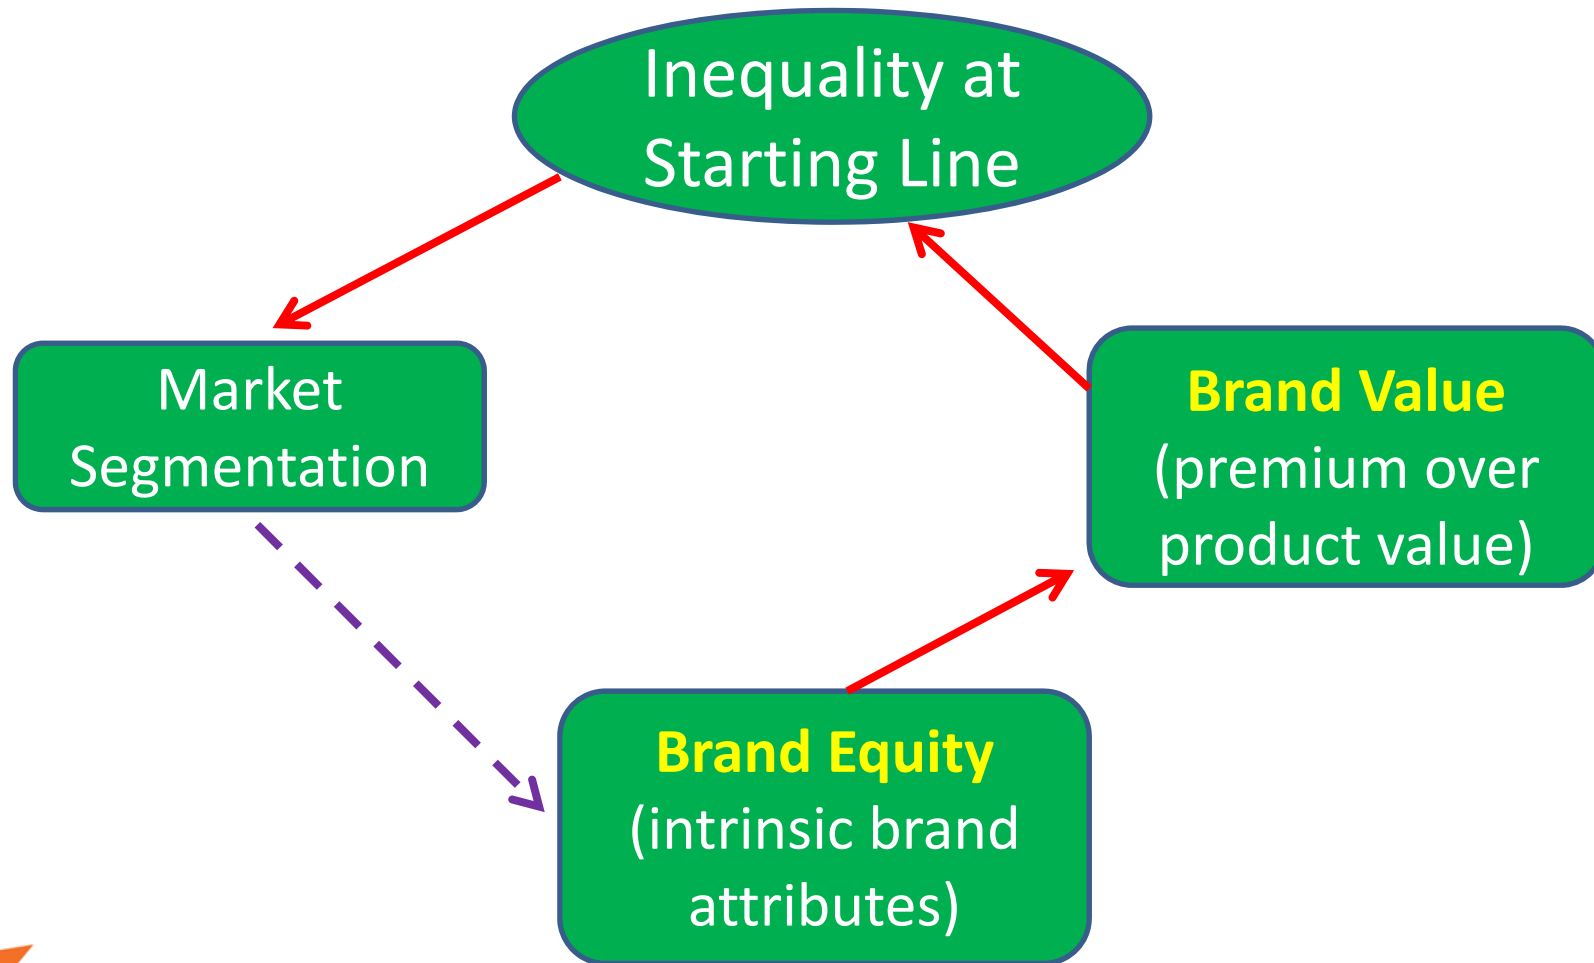 Inequality at
Starting Line
Market
Segmentation
Brand Value
(premium over
product value)
Brand Equity
(intrinsic brand
attributes)